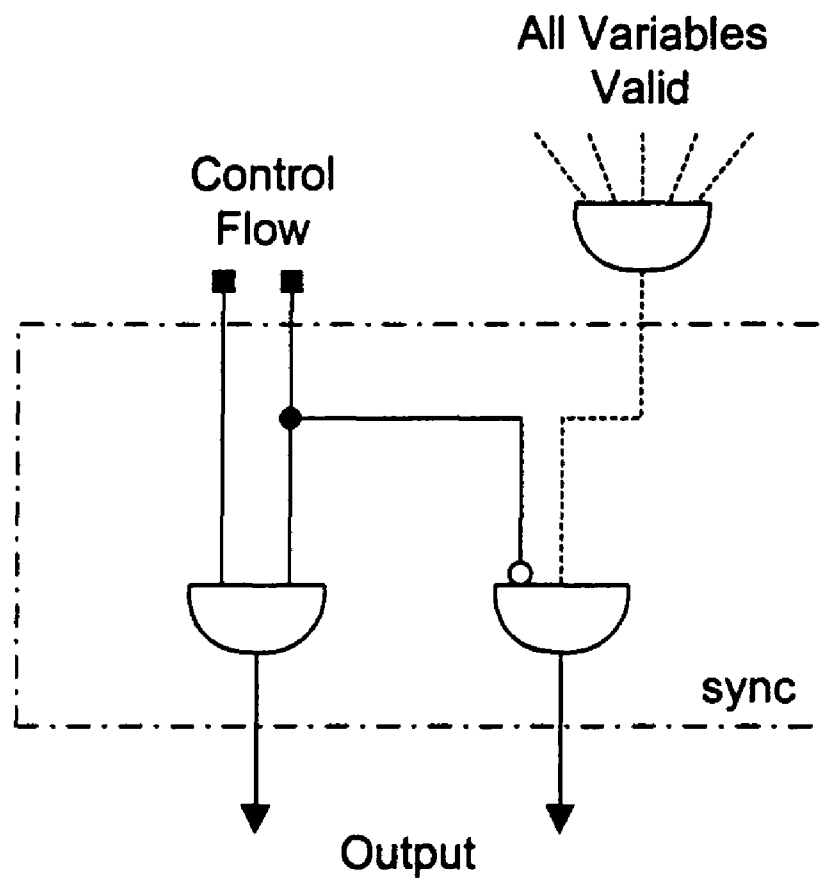 All Variables
Valid
Control
Flow
sync
Output